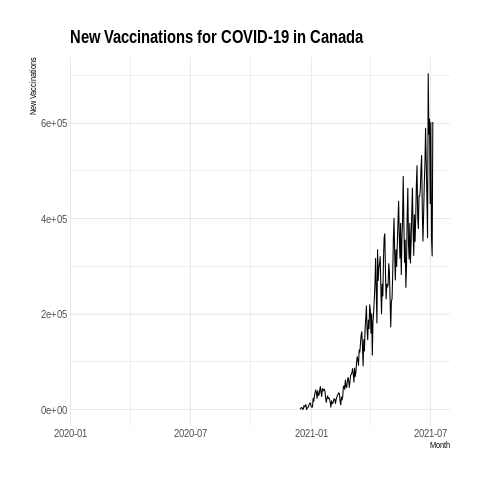 New Vaccinations for COVID-19 in Canada
New Vaccinations
6e+05
4e+05
2e+05
0e+00
2020-01 2020-07 2021-01 2021-07
Month